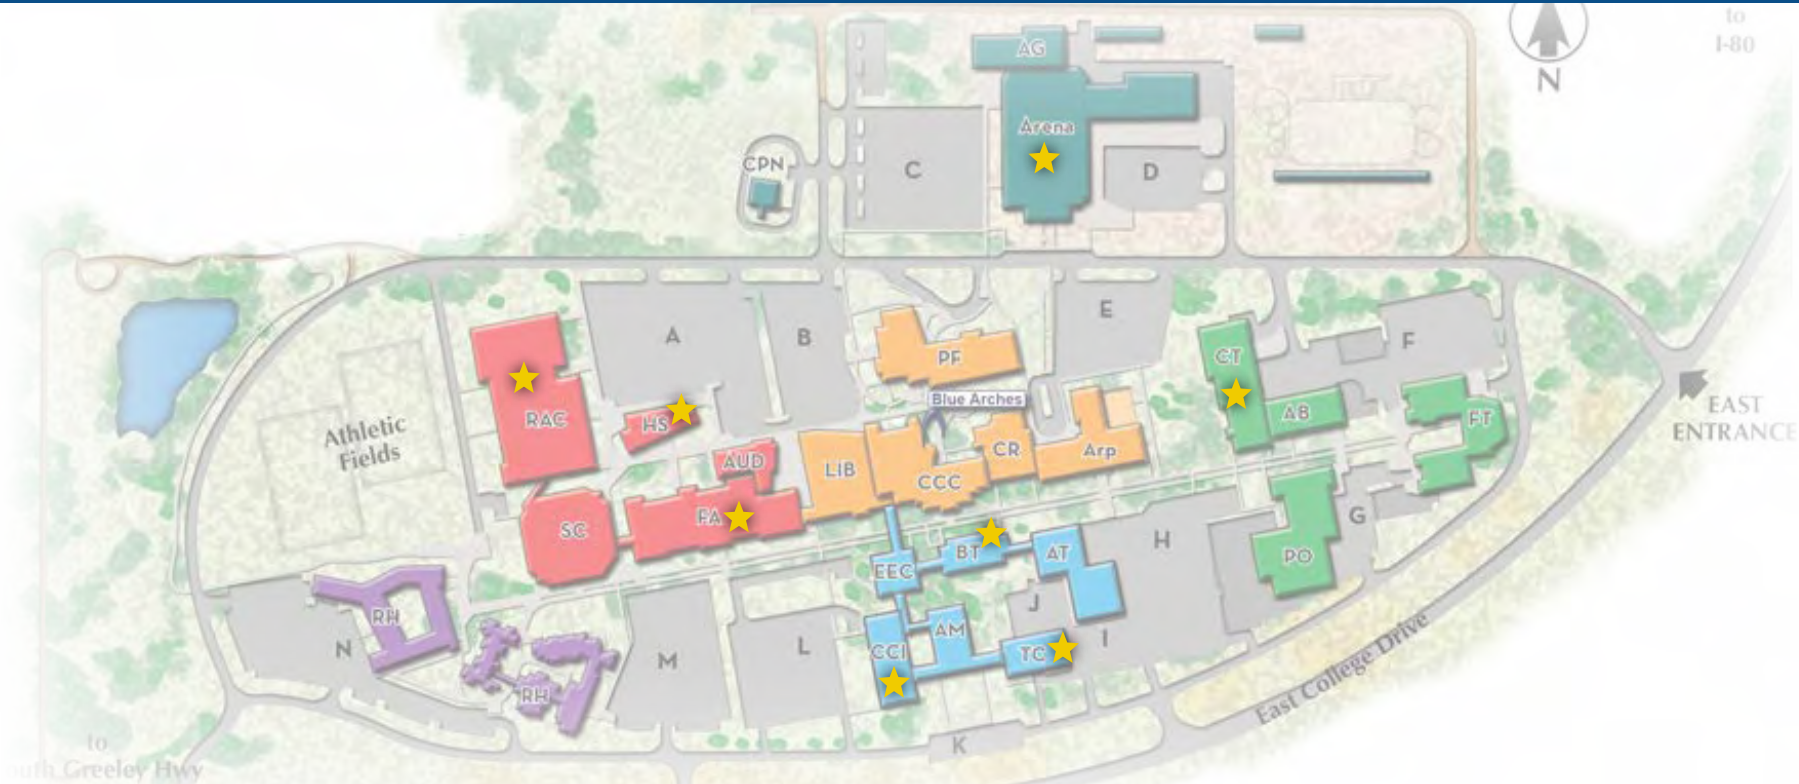 to
I-80
N
AG
Arena
CPN
C
D
A
B
E
F
PF
CT
Blue Arches
AB
FT
EAST
ENTRANCE
RAC
HS
Athletic
Fields
AUD
LIB
CCC
CR
Arp
SC
FA
BT
AT
H
G
PO
EEC
RH
N
M
L
J
AM
CCI
TC
I
RH
East College Drive
K
to
South Greeley Hwy